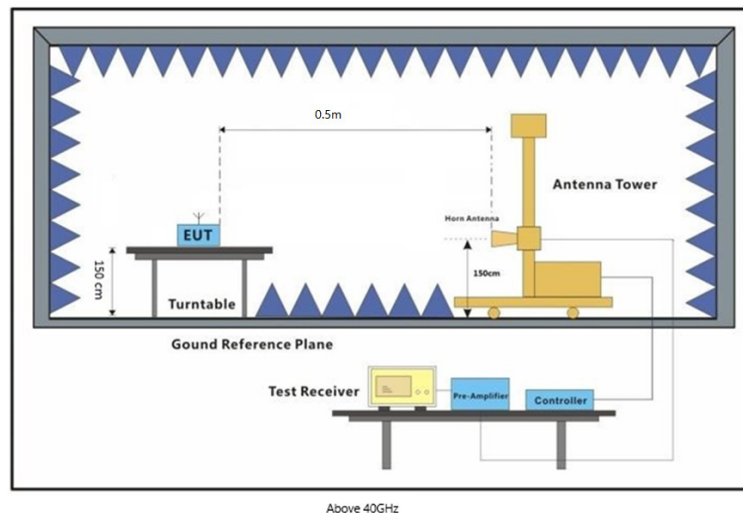 0.5m
Antenna Tower
Horn Antenna
EUT
150 cm
150cm
Turntable
Gound Reference Plane
Test Receiver
Pre-Amplifier
Controller
Above 40GHz